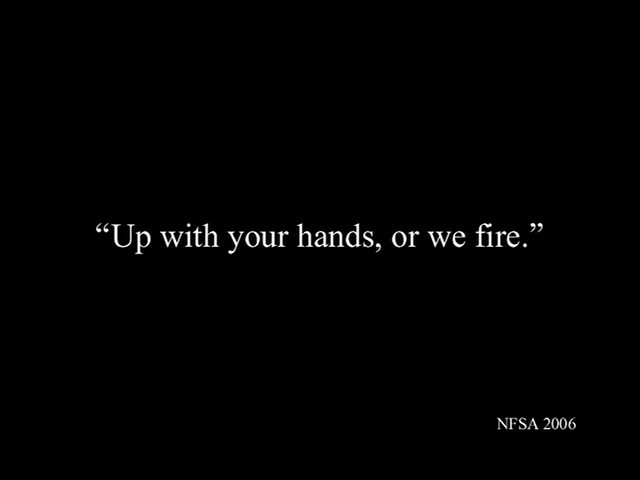 “Up with your hands, or we fire.”
NFSA 2006